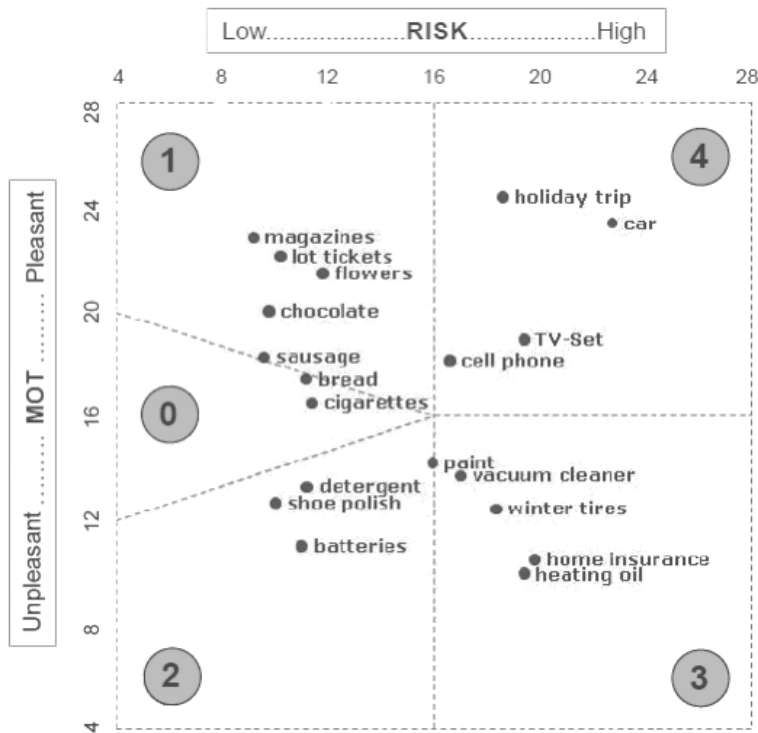 Low....................RISK....................High
4 8 12 16 20 24 28
28
24
20
16
12
8
4
Unpleasant ......... MOT ......... Pleasant
1
4
holiday trip
car
magazines
lot tickets
flowers
chocolate
TV-Set
sausage
cell phone
bread
cigarettes
0
paint
vacuum cleaner
detergent
shoe polish
winter tires
batteries
home insurance
heating oil
2
3